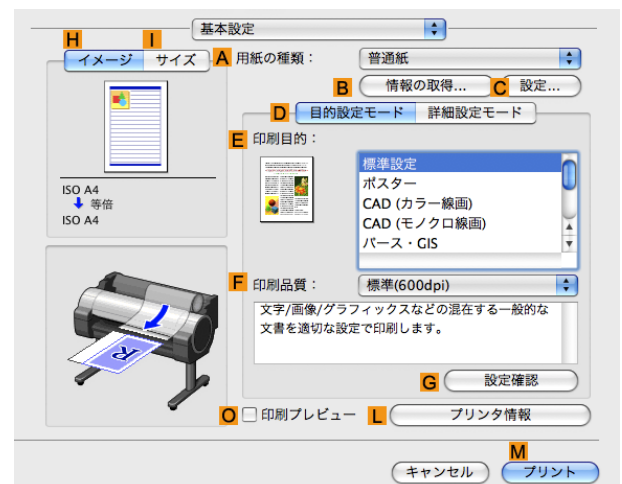 基本設定
H I
イメージ サイズ
A 用紙の種類： 普通紙
B 情報の取得... C 設定...
D 目的設定モード 詳細設定モード
E 印刷目的：
標準設定
ポスター
CAD (カラー線画)
CAD (モノクロ線画)
パース・GIS
ISO A4
等倍
ISO A4
F 印刷品質： 標準(600dpi)
文字/画像/グラフィックスなどの混在する一般的な
文書を適切な設定で印刷します。
R
G 設定確認
O 印刷プレビュー L プリンタ情報
M
キャンセル プリント